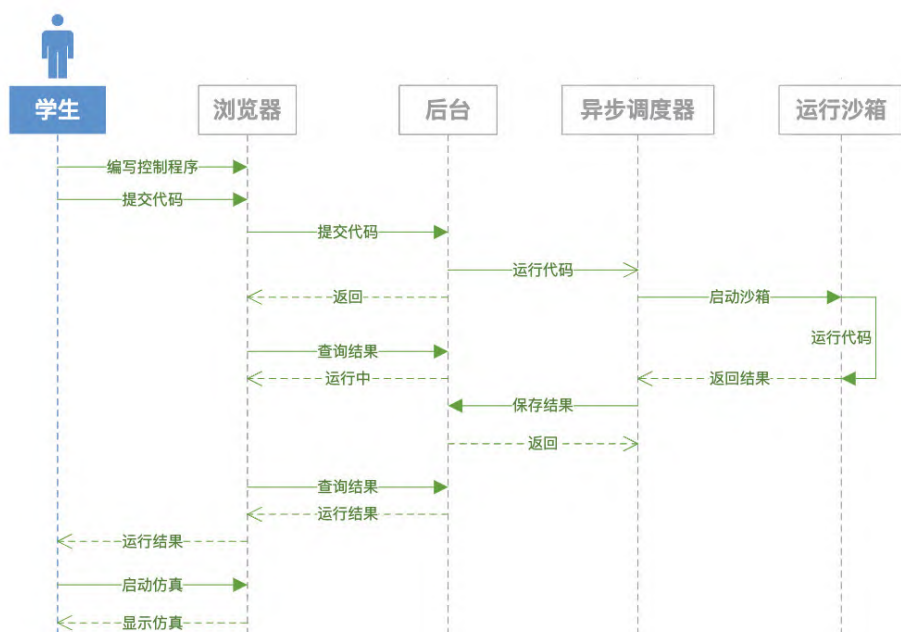 学生
浏览器
后台
异步调度器
运行沙箱
编写控制程序
提交代码
提交代码
运行代码
返回
启动沙箱
运行代码
查询结果
运行中
返回结果
保存结果
返回
查询结果
运行结果
运行结果
启动仿真
显示仿真